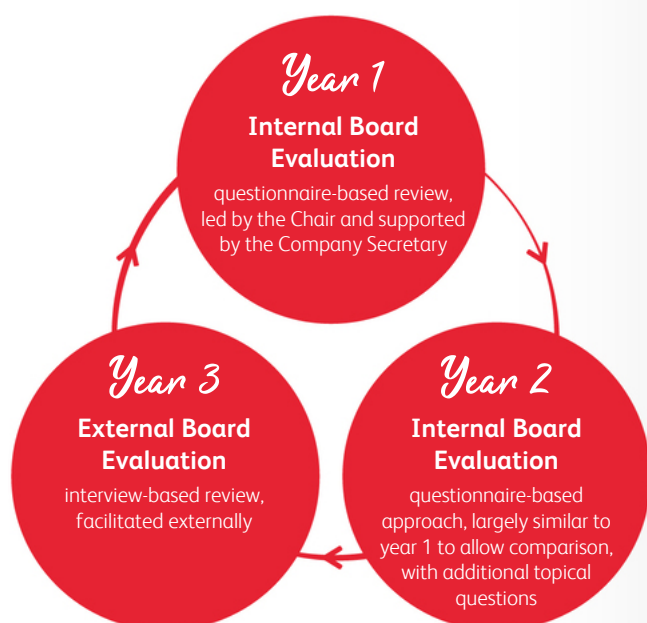 Year 1
Internal Board
Evaluation
questionnaire-based review,
led by the Chair and supported
by the Company Secretary
Year 2
Internal Board
Evaluation
questionnaire-based
approach, largely similar to
year 1 to allow comparison,
with additional topical
questions
Year 3
External Board
Evaluation
interview-based review,
facilitated externally